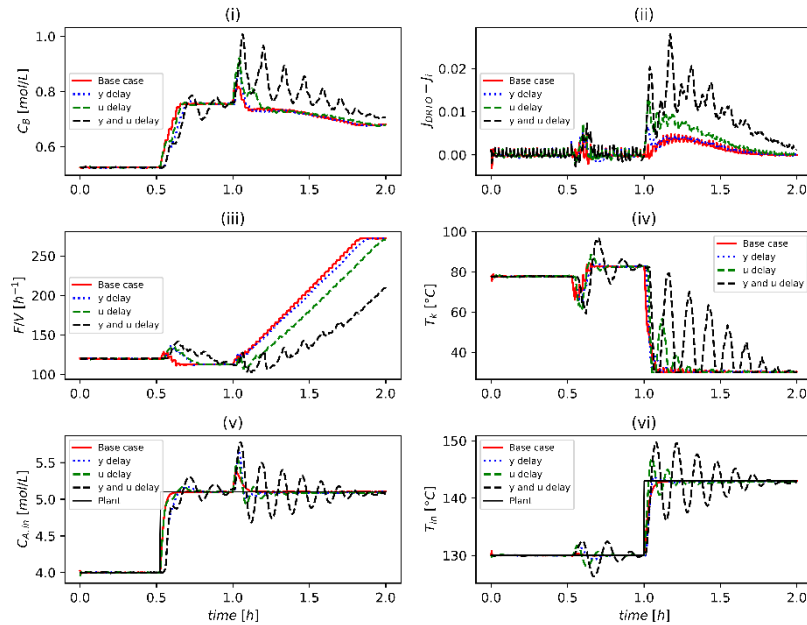 (i)
C_B [mol/L]
1.0
0.8
0.6
Base case
y delay
u delay
y and u delay
0.0 0.5 1.0 1.5 2.0
(ii)
J_DRTO − J_i
0.02
0.01
0.00
Base case
y delay
u delay
y and u delay
0.0 0.5 1.0 1.5 2.0
(iii)
F/V [h⁻¹]
250
200
150
100
Base case
y delay
u delay
y and u delay
0.0 0.5 1.0 1.5 2.0
(iv)
T_k [°C]
80
60
40
Base case
y delay
u delay
y and u delay
0.0 0.5 1.0 1.5 2.0
(v)
C_A,in [mol/L]
5.5
5.0
4.5
4.0
Base case
y delay
u delay
y and u delay
Plant
0.0 0.5 1.0 1.5 2.0
time [h]
(vi)
T_in [°C]
150
140
130
Base case
y delay
u delay
y and u delay
Plant
0.0 0.5 1.0 1.5 2.0
time [h]